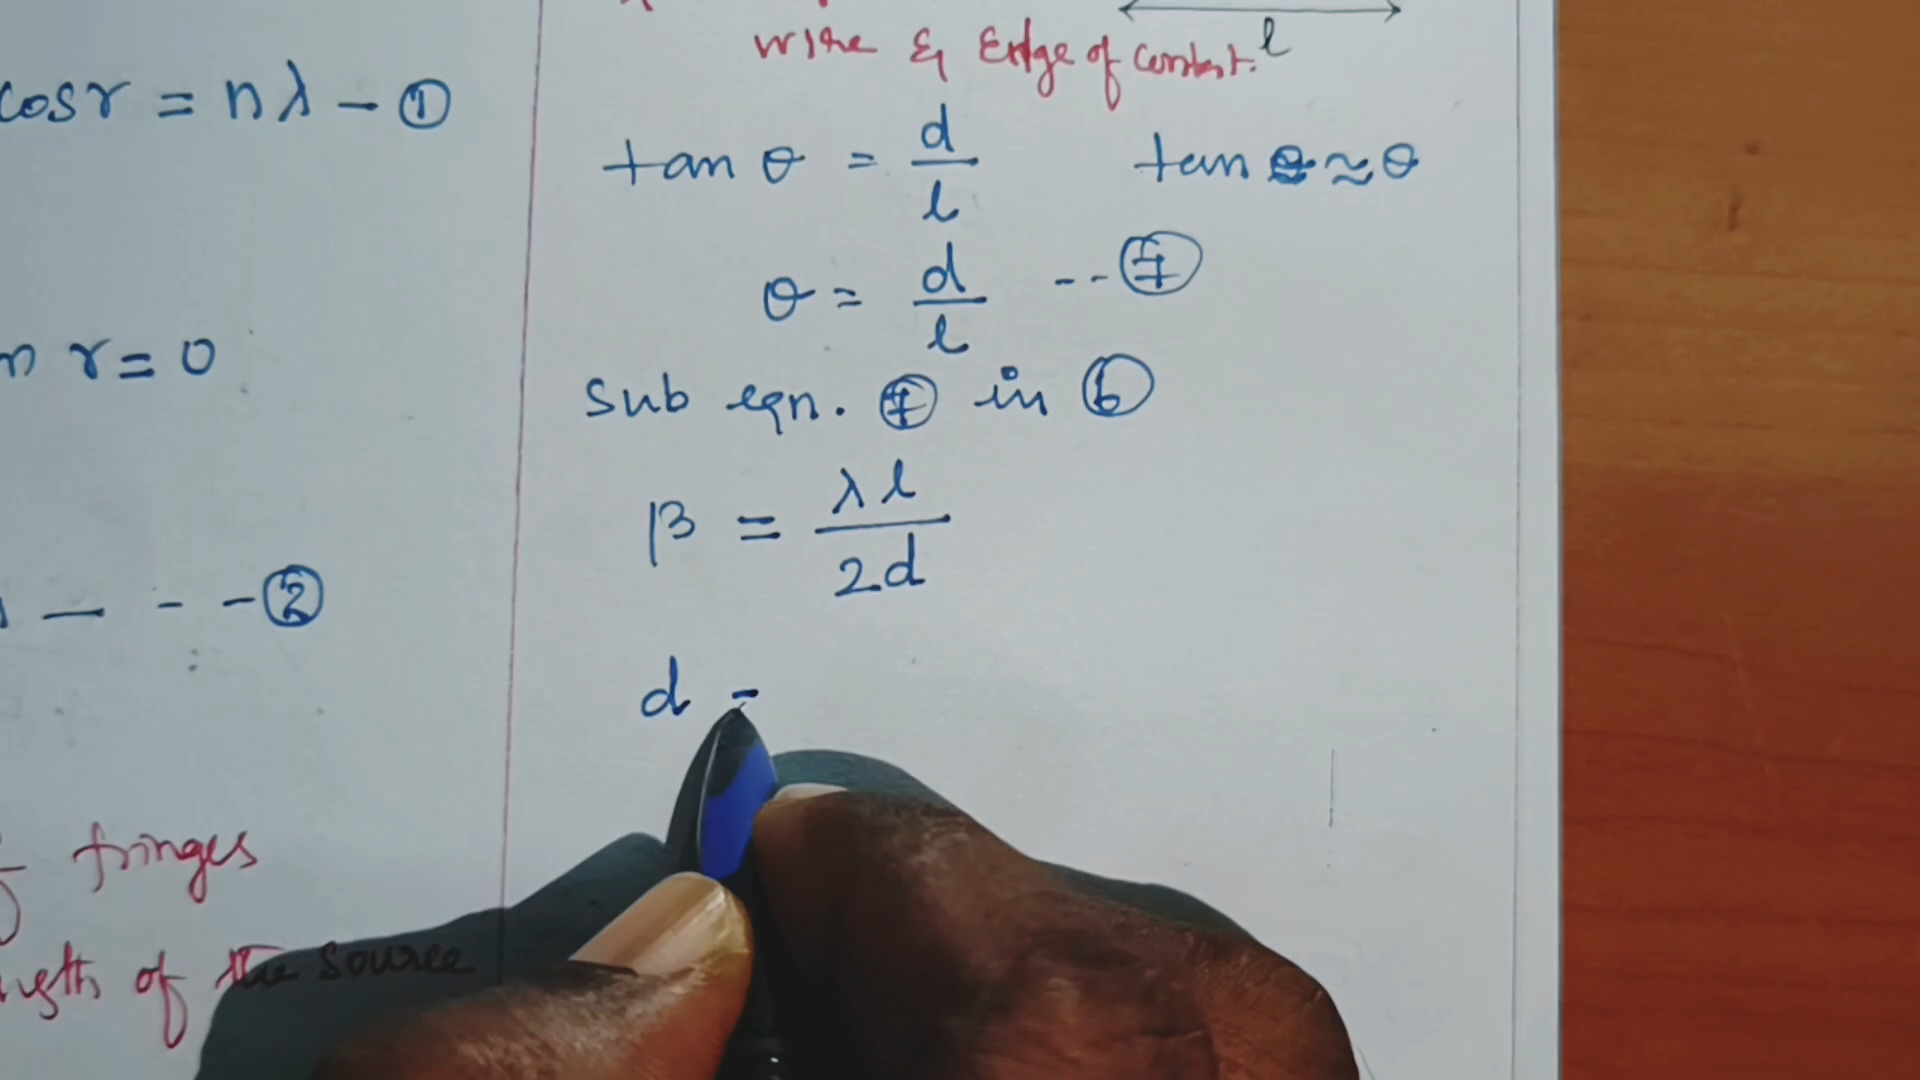 cos r = nλ - ①
r = 0
- - - ②
fringes
of the source
l
wire & Edge of contact.
tan θ = d/l tan θ ≈ θ
θ = d/l -- ⑦
Sub eqn. ⑦ in ⑥
β = λl/2d
d =